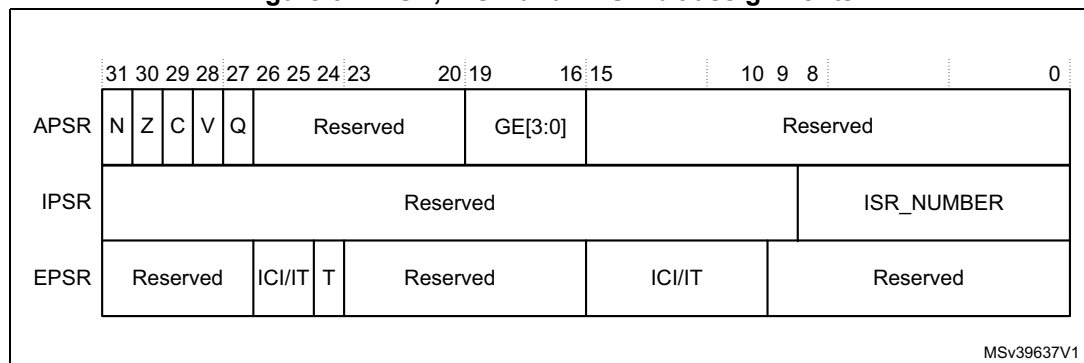 31 30 29 28 27 26 25 24 23 20 19 16 15 10 9 8 0
APSR N Z C V Q Reserved GE[3:0] Reserved
IPSR Reserved ISR_NUMBER
EPSR Reserved ICI/IT T Reserved ICI/IT Reserved
MSv39637V1